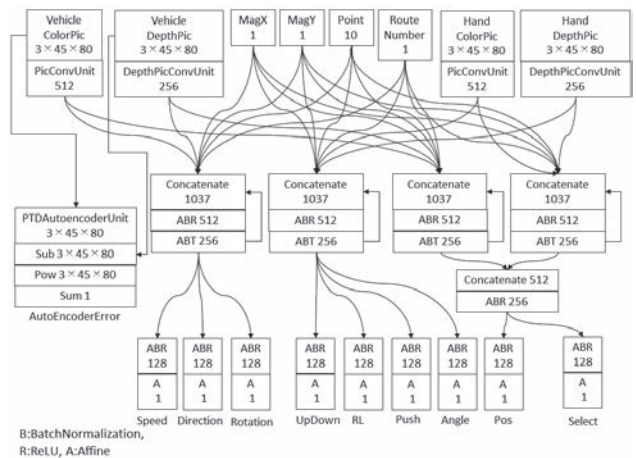 Vehicle
ColorPic
3 × 45 × 80
PicConvUnit
512
Vehicle
DepthPic
3 × 45 × 80
DepthPicConvUnit
256
MagX
1
MagY
1
Point
10
Route
Number
1
Hand
ColorPic
3 × 45 × 80
PicConvUnit
512
Hand
DepthPic
3 × 45 × 80
DepthPicConvUnit
256
PTDAutoencoderUnit
3 × 45 × 80
Sub 3 × 45 × 80
Pow 3 × 45 × 80
Sum 1
AutoEncoderError
Concatenate
1037
ABR 512
ABT 256
Concatenate
1037
ABR 512
ABT 256
Concatenate
1037
ABR 512
ABT 256
Concatenate
1037
ABR 512
ABT 256
Concatenate 512
ABR 256
ABR
128
A
1
Speed
ABR
128
A
1
Direction
ABR
128
A
1
Rotation
ABR
128
A
1
UpDown
ABR
128
A
1
RL
ABR
128
A
1
Push
ABR
128
A
1
Angle
ABR
128
A
1
Pos
ABR
128
A
1
Select
B:BatchNormalization,
R:ReLU, A:Affine